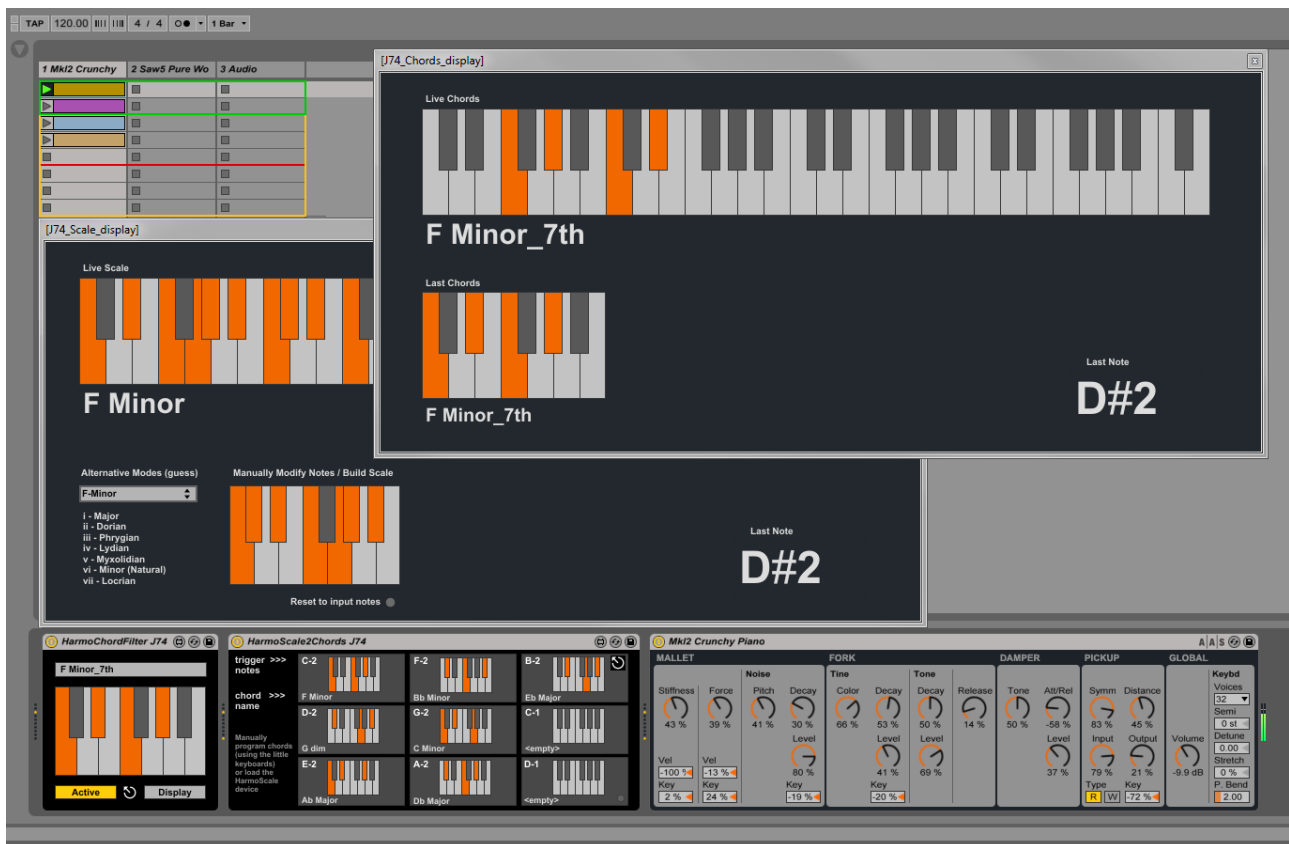 TAP 120.00 4 / 4 1 Bar
1 MkI2 Crunchy 2 Saw5 Pure Wo 3 Audio
[J74_Chords_display]
Live Chords
F Minor_7th
Last Chords
F Minor_7th
Last Note
D#2
[J74_Scale_display]
Live Scale
F Minor
Alternative Modes (guess)
F-Minor
i - Major
ii - Dorian
iii - Phrygian
iv - Lydian
v - Myxolidian
vi - Minor (Natural)
vii - Locrian
Manually Modify Notes / Build Scale
Reset to input notes
Last Note
D#2
HarmoChordFilter J74
F Minor_7th
Active Display
HarmoScale2Chords J74
trigger >>>
notes
chord >>>
name
Manually
program chords
(using the little
keyboards)
or load the
HarmoScale
device
C-2 F-2 B-2
F Minor Bb Minor Eb Major
D-2 G-2 C-1
G dim C Minor <empty>
E-2 A-2 D-1
Ab Major Db Major <empty>
MkI2 Crunchy Piano A A S
MALLET FORK DAMPER PICKUP GLOBAL
Noise Tine Tone Keybd
Stiffness Force Pitch Decay Color Decay Decay Release Tone Att/Rel Symm Distance Voices
32
43 % 39 % 41 % 30 % 66 % 53 % 50 % 14 % 50 % -58 % 83 % 45 %
Semi
0 st
Level Level Level Level Input Output Volume Detune
0.00
80 % 41 % 69 % 37 % 79 % 21 % -9.9 dB
Stretch
0 %
Vel Vel
-100 % -13 %
Key Key Key Key Type Key P. Bend
2 % 24 % -19 % -20 % R W -72 % 2.00